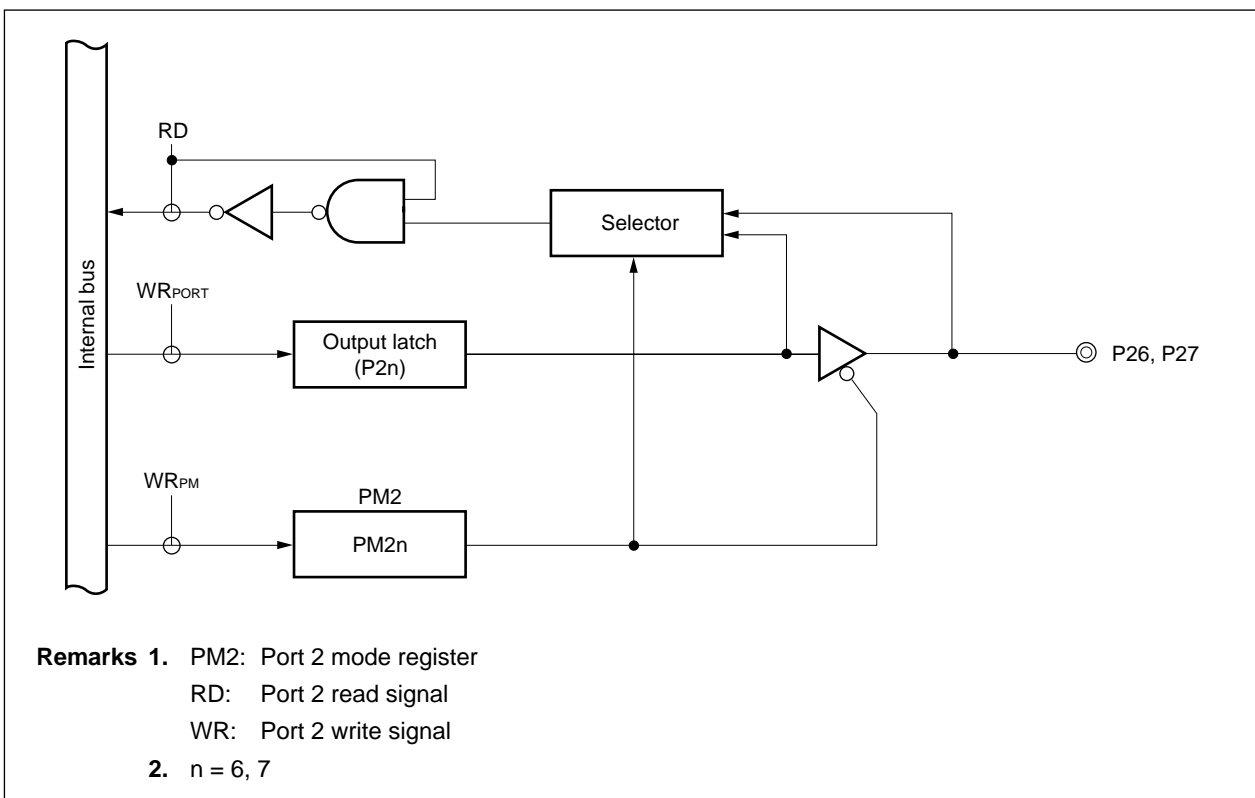 RD
Selector
Internal bus
WRPORT
Output latch
(P2n)
P26, P27
WRPM
PM2
PM2n
Remarks 1. PM2: Port 2 mode register
RD: Port 2 read signal
WR: Port 2 write signal
2. n = 6, 7